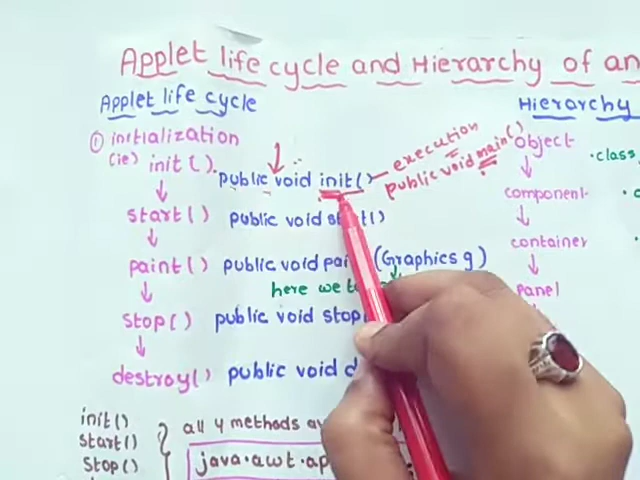 Applet life cycle and Hierarchy of an
Applet life cycle
① initialization
(ie) init().
public void init()
execution
public void main()
start() public void start()
paint() public void paint (Graphics g)
here we
stop() public void stop
destroy() public void d
init()
start()
stop()
all 4 methods
java.awt.ap
Hierarchy
object
.class
component
container
panel